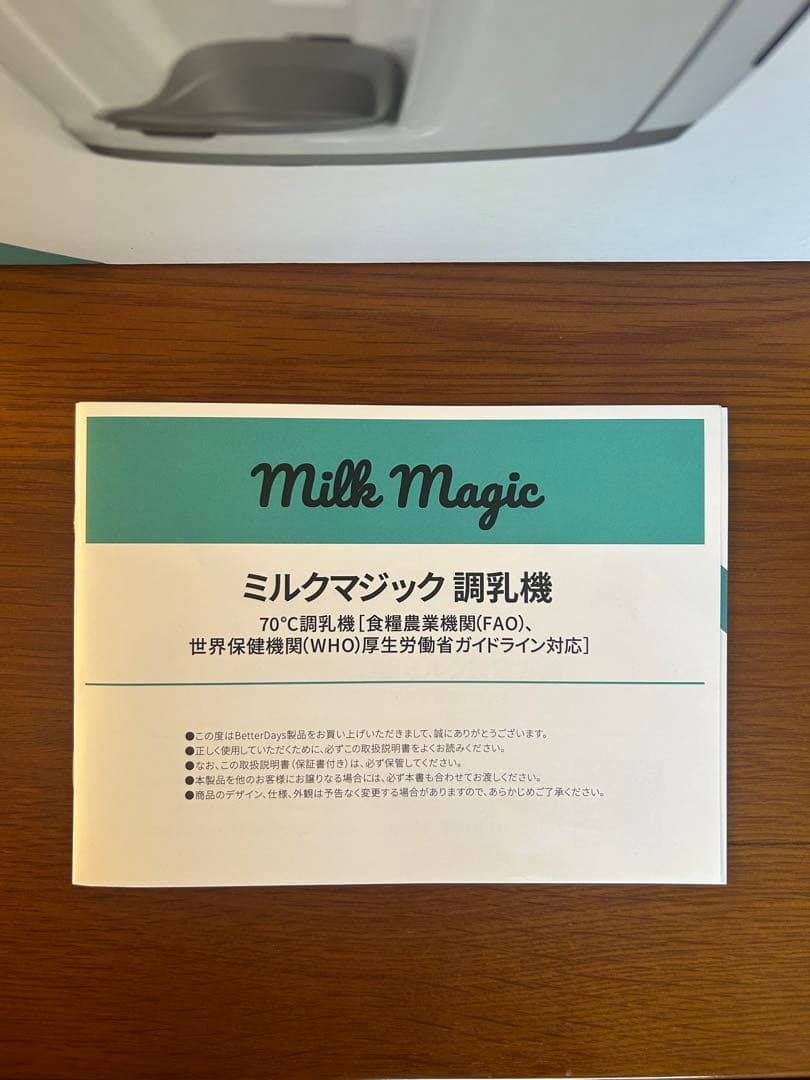 Milk Magic
ミルクマジック 調乳機
70℃調乳機[食糧農業機関(FAO)、
世界保健機関(WHO)厚生労働省ガイドライン対応]
●この度はBetterDays製品をお買い上げいただきまして、誠にありがとうございます。
●正しく使用していただくために、必ずこの取扱説明書をよくお読みください。
●なお、この取扱説明書(保証書付き)は、必ず保管してください。
●本製品を他のお客様にお譲りなる場合には、必ず本書も合わせてお渡しください。
●商品のデザイン、仕様、外観は予告なく変更する場合がありますので、あらかじめご了承ください。